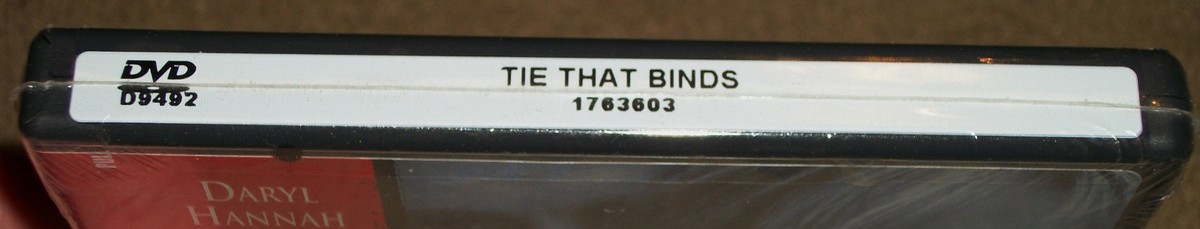 DVD
D9492
TIE THAT BINDS
1763603
DARYL
HANNAH